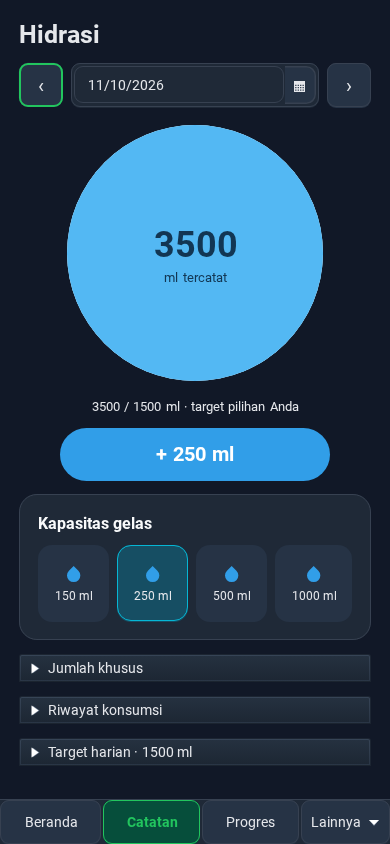 Hidrasi
‹ 11/10/2026 ›
3500
ml tercatat
3500 / 1500 ml · target pilihan Anda
+ 250 ml
Kapasitas gelas
150 ml 250 ml 500 ml 1000 ml
Jumlah khusus
Riwayat konsumsi
Target harian · 1500 ml
Beranda Catatan Progres Lainnya